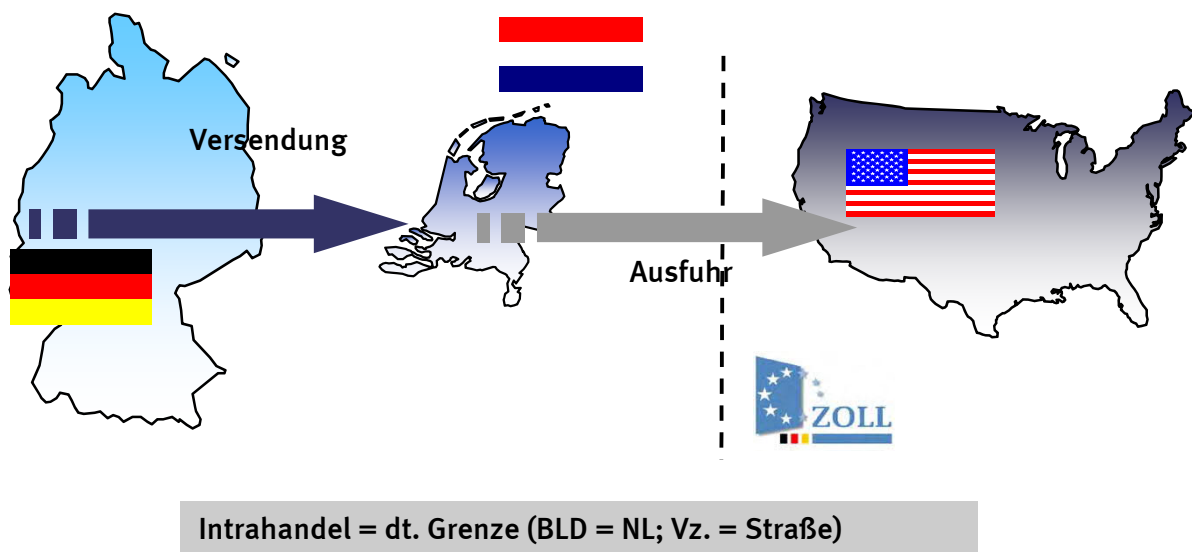 Versendung
Ausfuhr
ZOLL
Intrahandel = dt. Grenze (BLD = NL; Vz. = Straße)